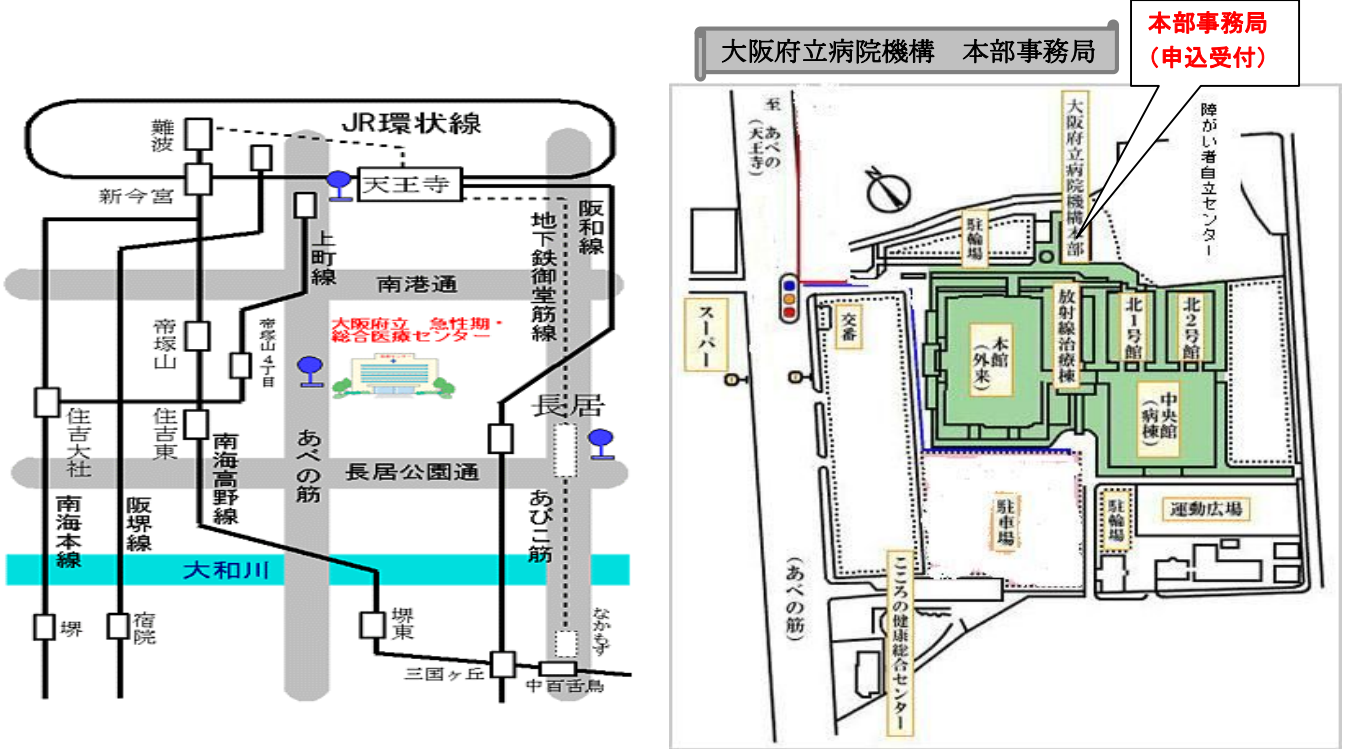 大阪府立病院機構　本部事務局
本部事務局
（申込受付）
JR環状線
難波
新今宮
天王寺
阪和線
地下鉄御堂筋線
上町線
南港通
大阪府立　急性期・
総合医療センター
帝塚山
帝塚山４丁目
住吉大社
住吉東
長居
長居公園通
あべの筋
南海高野線
南海本線
阪堺線
あびこ筋
大和川
堺
宿院
堺東
なかもず
三国ヶ丘
中百舌鳥
至　あべの
（天王寺）
大阪府立病院機構本部
障がい者自立センター
駐輪場
スーパー
交番
本館
（外来）
放射線治療棟
北１号館
北２号館
中央館
（病棟）
駐車場
駐輪場
運動広場
（あべの筋）
こころの健康総合センター
N